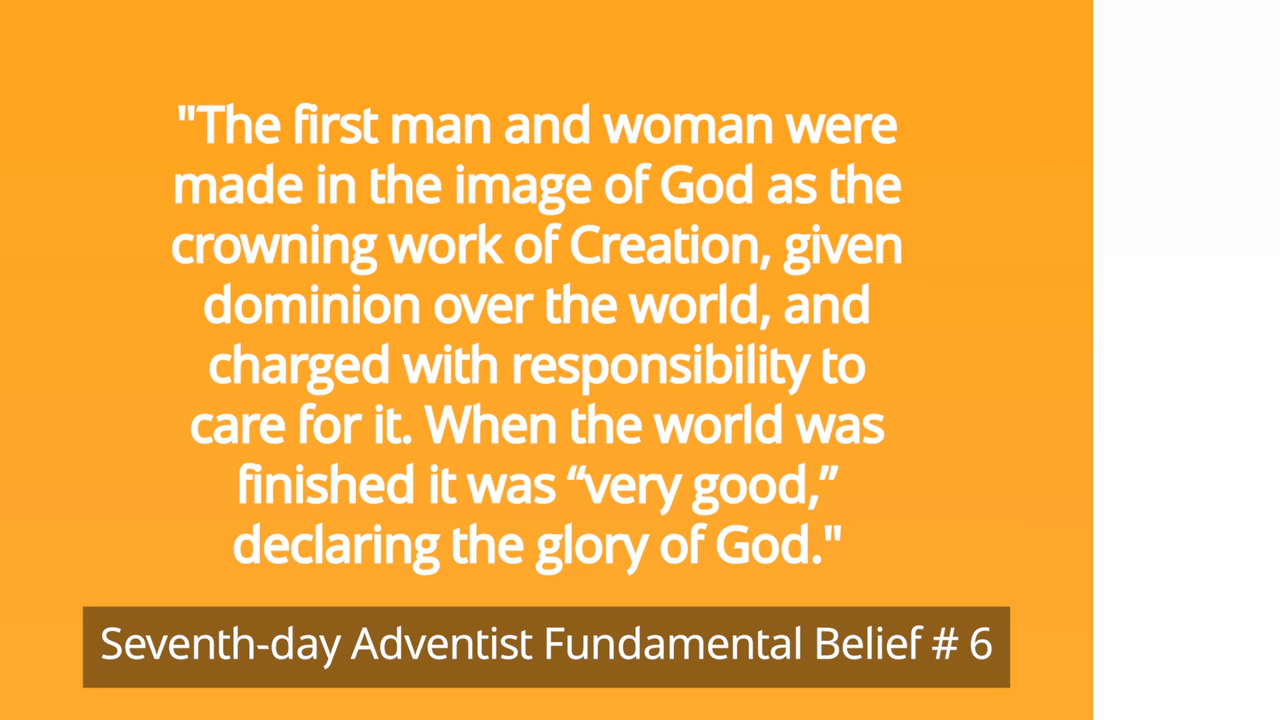 "The first man and woman were
made in the image of God as the
crowning work of Creation, given
dominion over the world, and
charged with responsibility to
care for it. When the world was
finished it was “very good,”
declaring the glory of God."
Seventh-day Adventist Fundamental Belief # 6